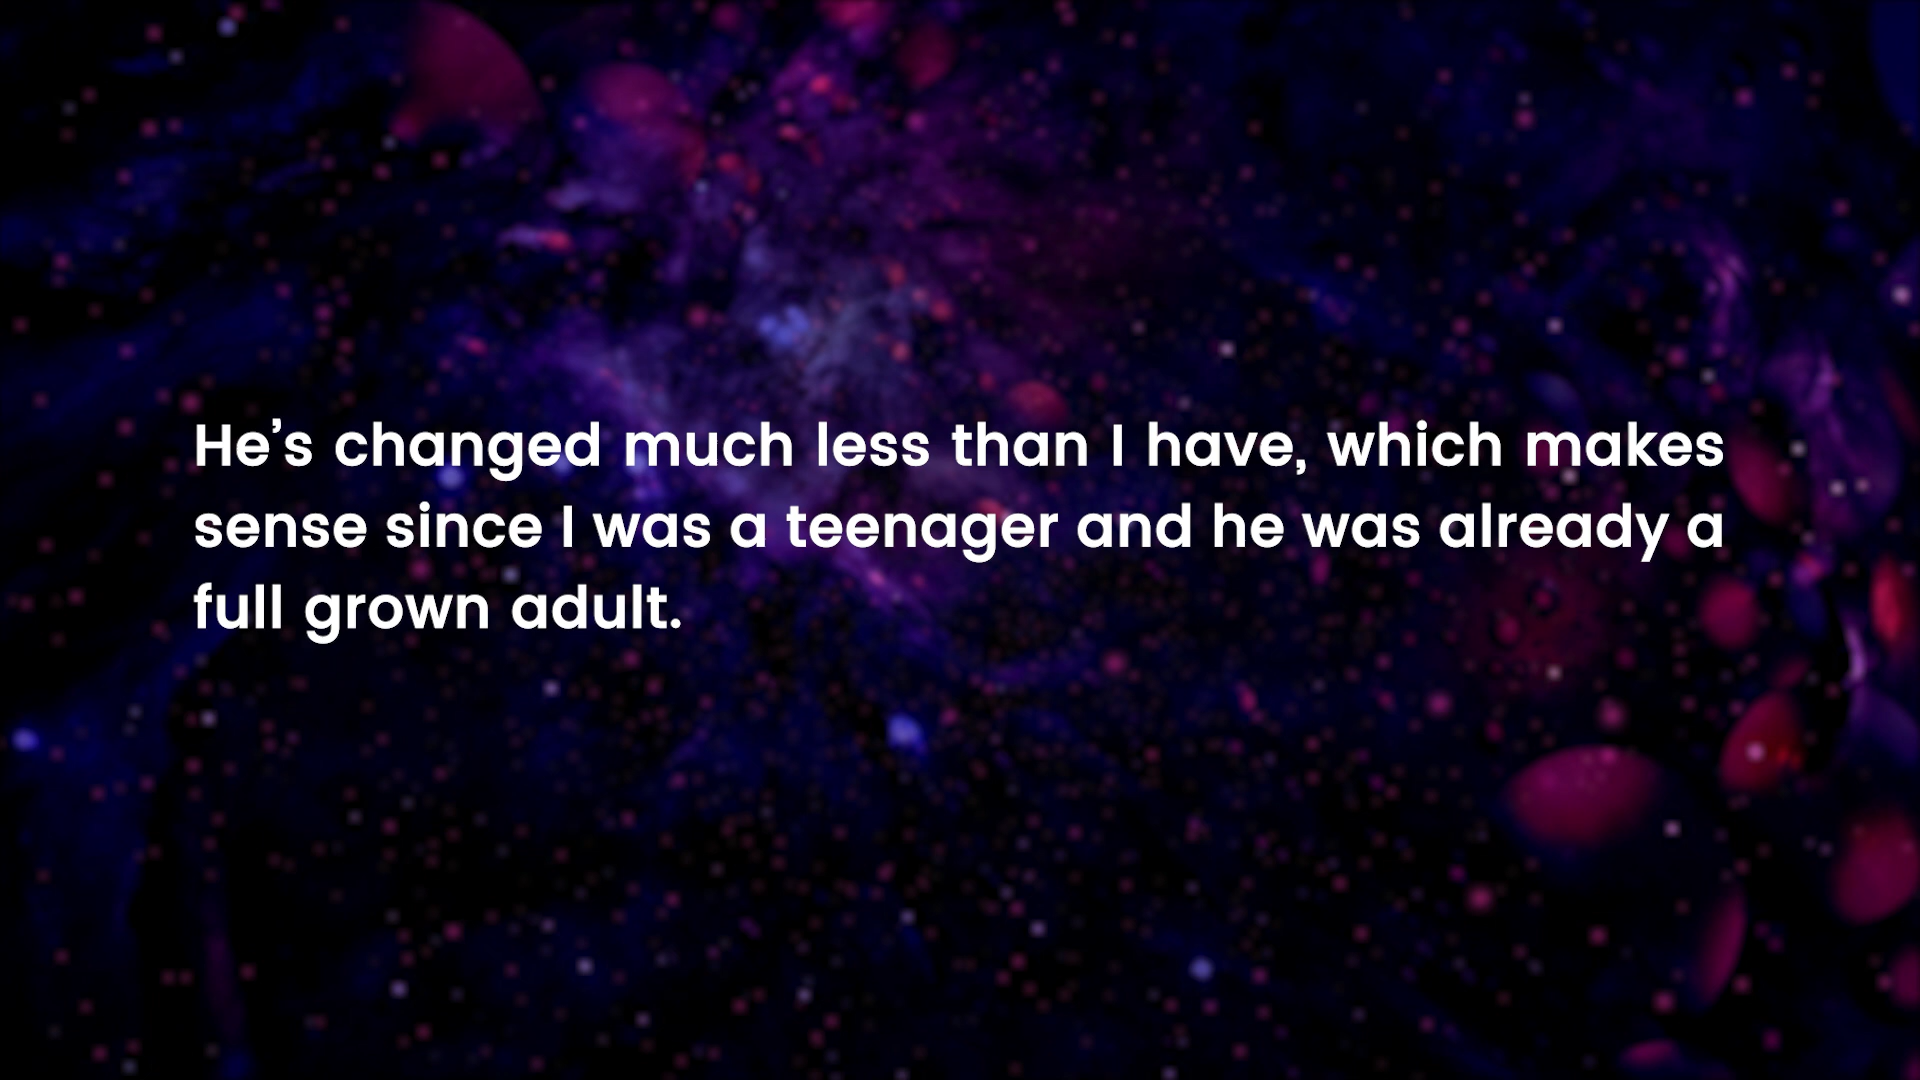 He’s changed much less than I have, which makes
sense since I was a teenager and he was already a
full grown adult.